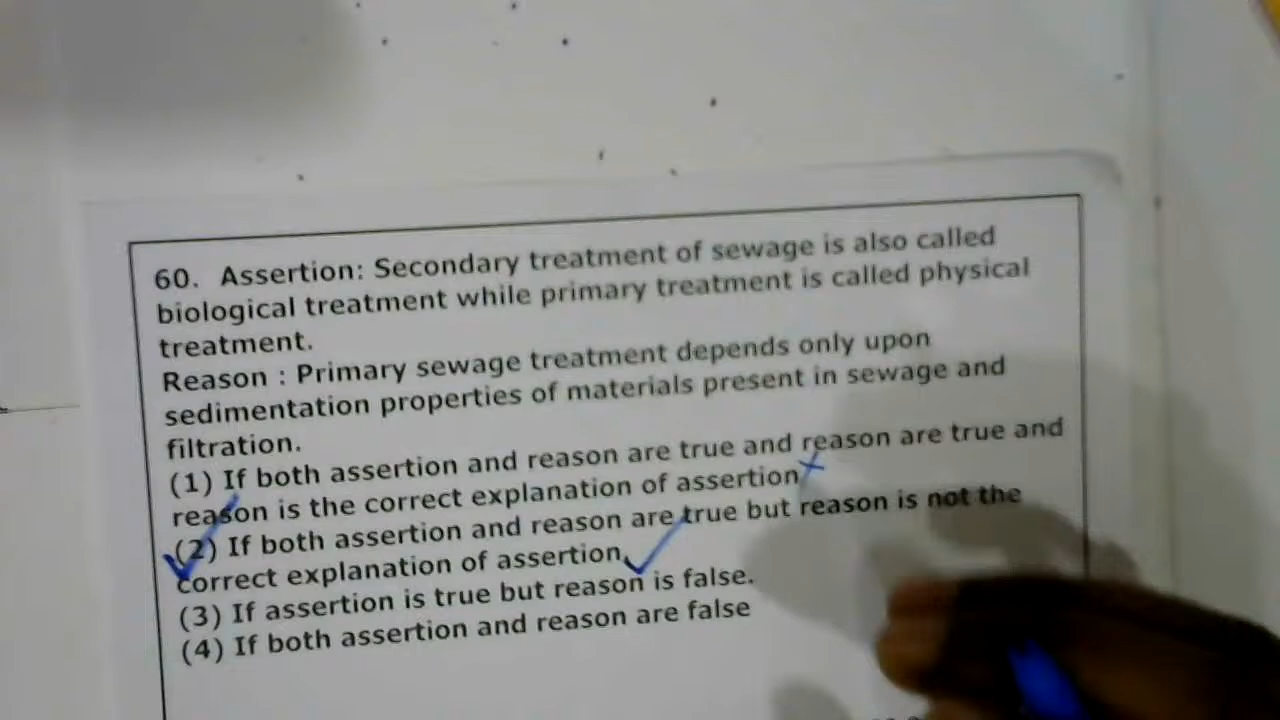 60. Assertion: Secondary treatment of sewage is also called
biological treatment while primary treatment is called physical
treatment.
Reason : Primary sewage treatment depends only upon
sedimentation properties of materials present in sewage and
filtration.
(1) If both assertion and reason are true and reason are true and
reason is the correct explanation of assertion
(2) If both assertion and reason are true but reason is not the
correct explanation of assertion.
(3) If assertion is true but reason is false.
(4) If both assertion and reason are false